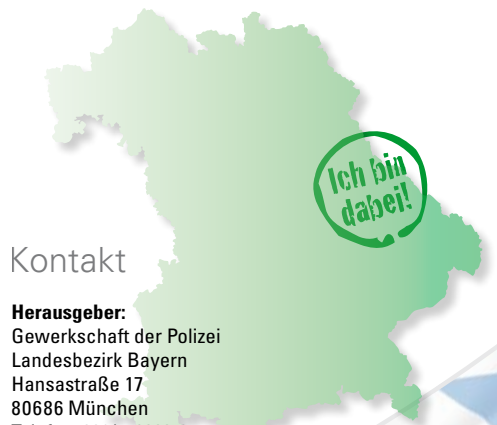 Ich bin
dabei!
Kontakt
Herausgeber:
Gewerkschaft der Polizei
Landesbezirk Bayern
Hansastraße 17
80686 München